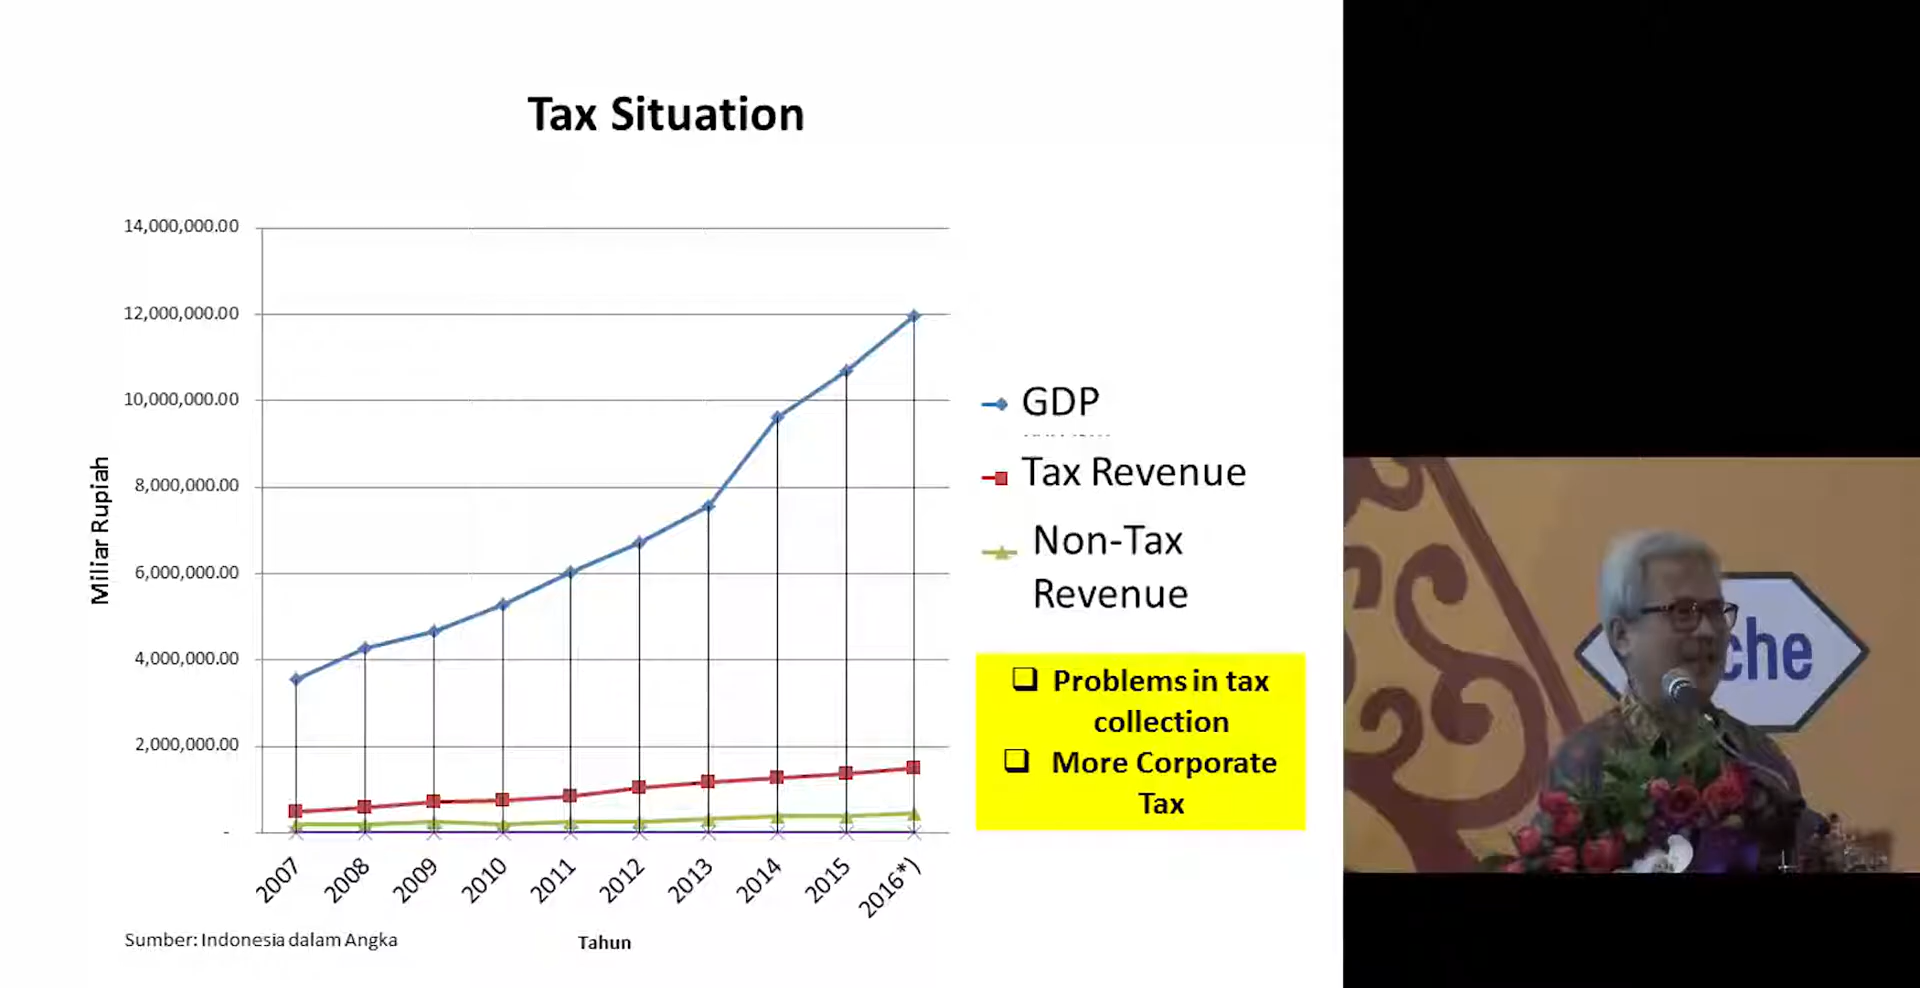 Tax Situation
14,000,000.00
12,000,000.00
10,000,000.00
8,000,000.00
6,000,000.00
4,000,000.00
2,000,000.00
-
Miliar Rupiah
2007
2008
2009
2010
2011
2012
2013
2014
2015
2016*)
Tahun
Sumber: Indonesia dalam Angka
GDP
Tax Revenue
Non-Tax
Revenue
❑ Problems in tax
collection
❑ More Corporate
Tax
che